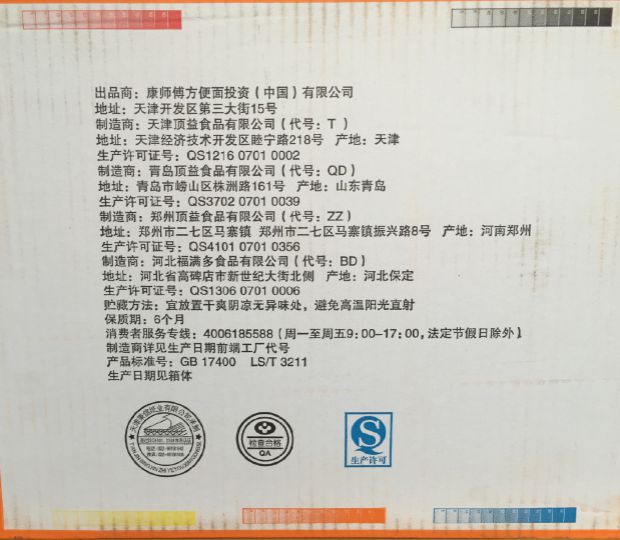 出品商：康师傅方便面投资（中国）有限公司
地址：天津开发区第三大街15号
制造商：天津顶益食品有限公司（代号：T ）
地址：天津经济技术开发区睦宁路218号 产地：天津
生产许可证号：QS1216 0701 0002
制造商：青岛顶益食品有限公司（代号：QD）
地址：青岛市崂山区株洲路161号 产地：山东青岛
生产许可证号：QS3702 0701 0039
制造商：郑州顶益食品有限公司（代号：ZZ）
地址：郑州市二七区马寨镇 郑州市二七区马寨镇振兴路8号 产地：河南郑州
生产许可证号：QS4101 0701 0356
制造商：河北福满多食品有限公司（代号：BD）
地址：河北省高碑店市新世纪大街北侧 产地：河北保定
生产许可证号：QS1306 0701 0006
贮藏方法：宜放置干爽阴凉无异味处，避免高温阳光直射
保质期：6个月
消费者服务专线：4006185588（周一至周五9:00-17:00,法定节假日除外）
制造商详见生产日期前端工厂代号
产品标准号：GB 17400 LS/T 3211
生产日期见箱体
检查合格
QA
QS
生产许可